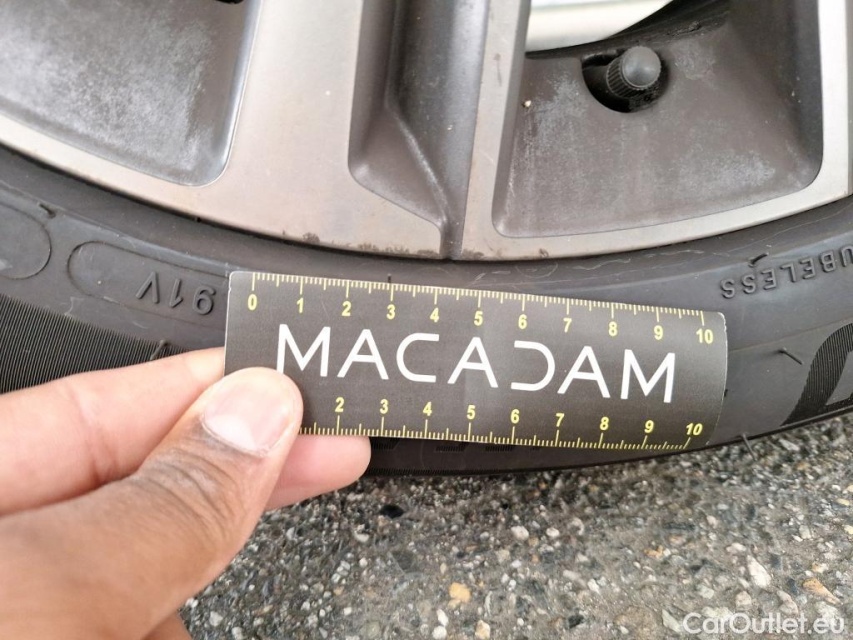 91V
TUBELESS
0 1 2 3 4 5 6 7 8 9 10
MACADAM
2 3 4 5 6 7 8 9 10
CarOutlet.eu